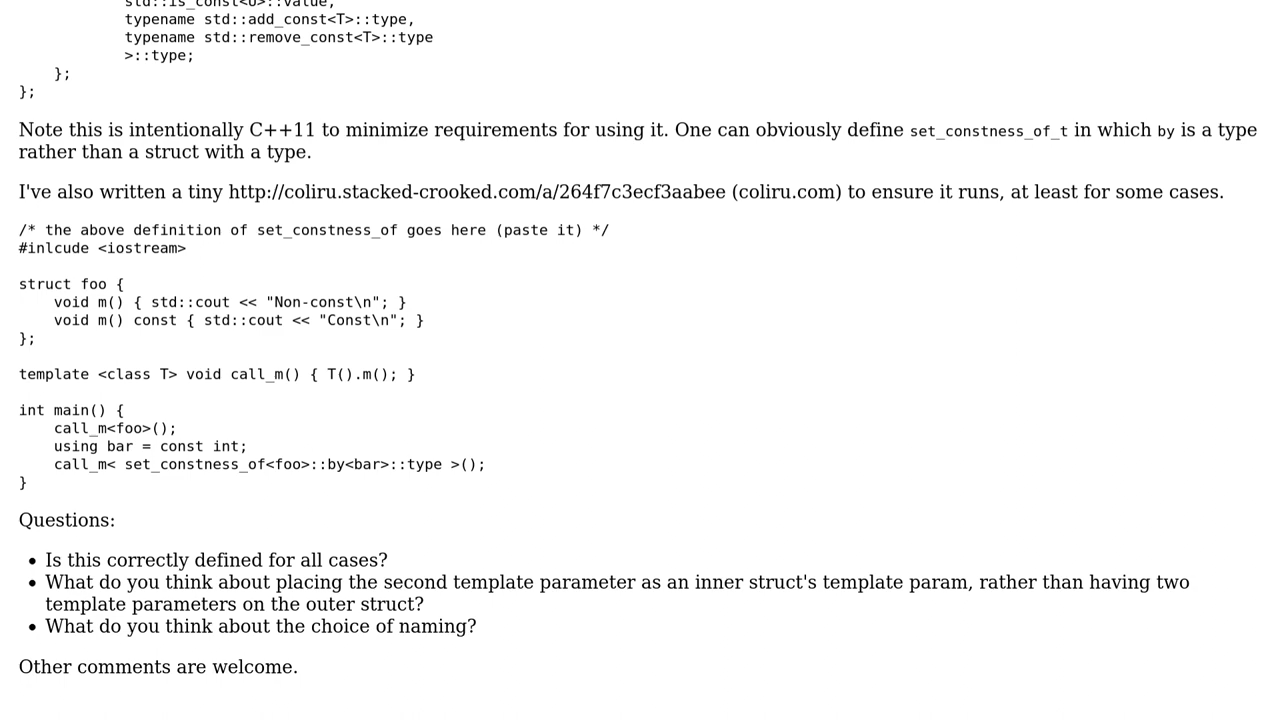 std::is_const<U>::value,
typename std::add_const<T>::type,
typename std::remove_const<T>::type
>::type;
};
};
Note this is intentionally C++11 to minimize requirements for using it. One can obviously define set_constness_of_t in which by is a type
rather than a struct with a type.
I've also written a tiny http://coliru.stacked-crooked.com/a/264f7c3ecf3aabee (coliru.com) to ensure it runs, at least for some cases.
/* the above definition of set_constness_of goes here (paste it) */
#inlcude <iostream>
struct foo {
void m() { std::cout << "Non-const\n"; }
void m() const { std::cout << "Const\n"; }
};
template <class T> void call_m() { T().m(); }
int main() {
call_m<foo>();
using bar = const int;
call_m< set_constness_of<foo>::by<bar>::type >();
}
Questions:
• Is this correctly defined for all cases?
• What do you think about placing the second template parameter as an inner struct's template param, rather than having two
template parameters on the outer struct?
• What do you think about the choice of naming?
Other comments are welcome.